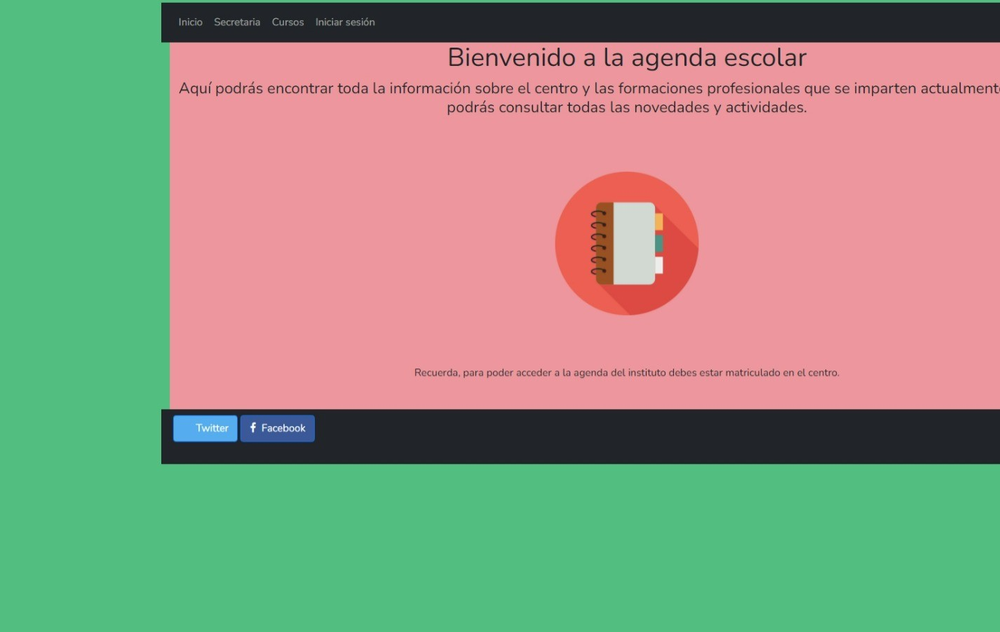 Inicio Secretaria Cursos Iniciar sesión
Bienvenido a la agenda escolar
Aquí podrás encontrar toda la información sobre el centro y las formaciones profesionales que se imparten
podrás consultar todas las novedades y actividades.
Recuerda, para poder acceder a la agenda del instituto debes estar matriculado en el centro.
Twitter Facebook